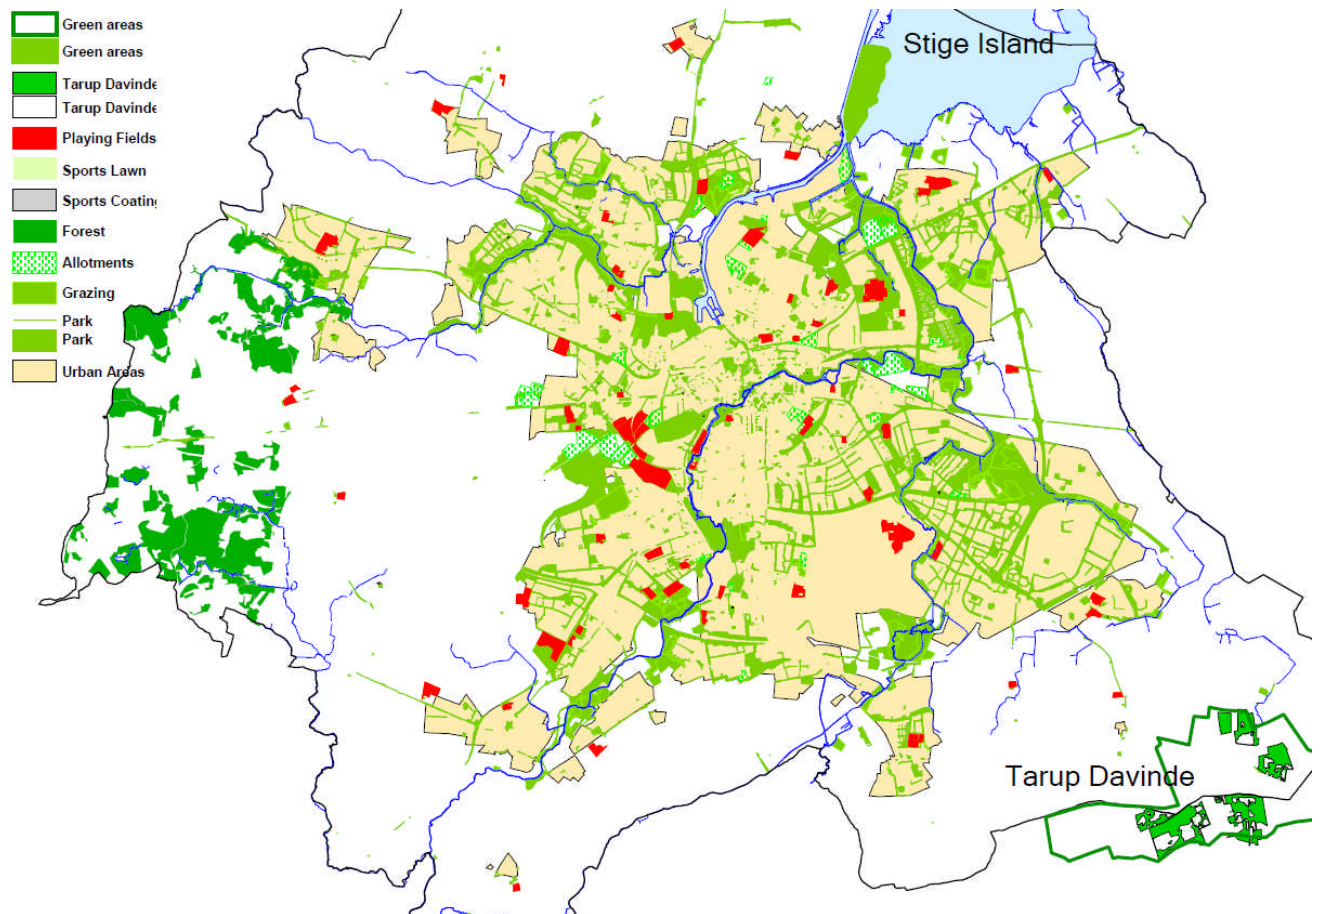 Green areas
Green areas
Tarup Davinde
Tarup Davinde
Playing Fields
Sports Lawn
Sports Coating
Forest
Allotments
Grazing
Park
Park
Urban Areas
Stige Island
Tarup Davinde